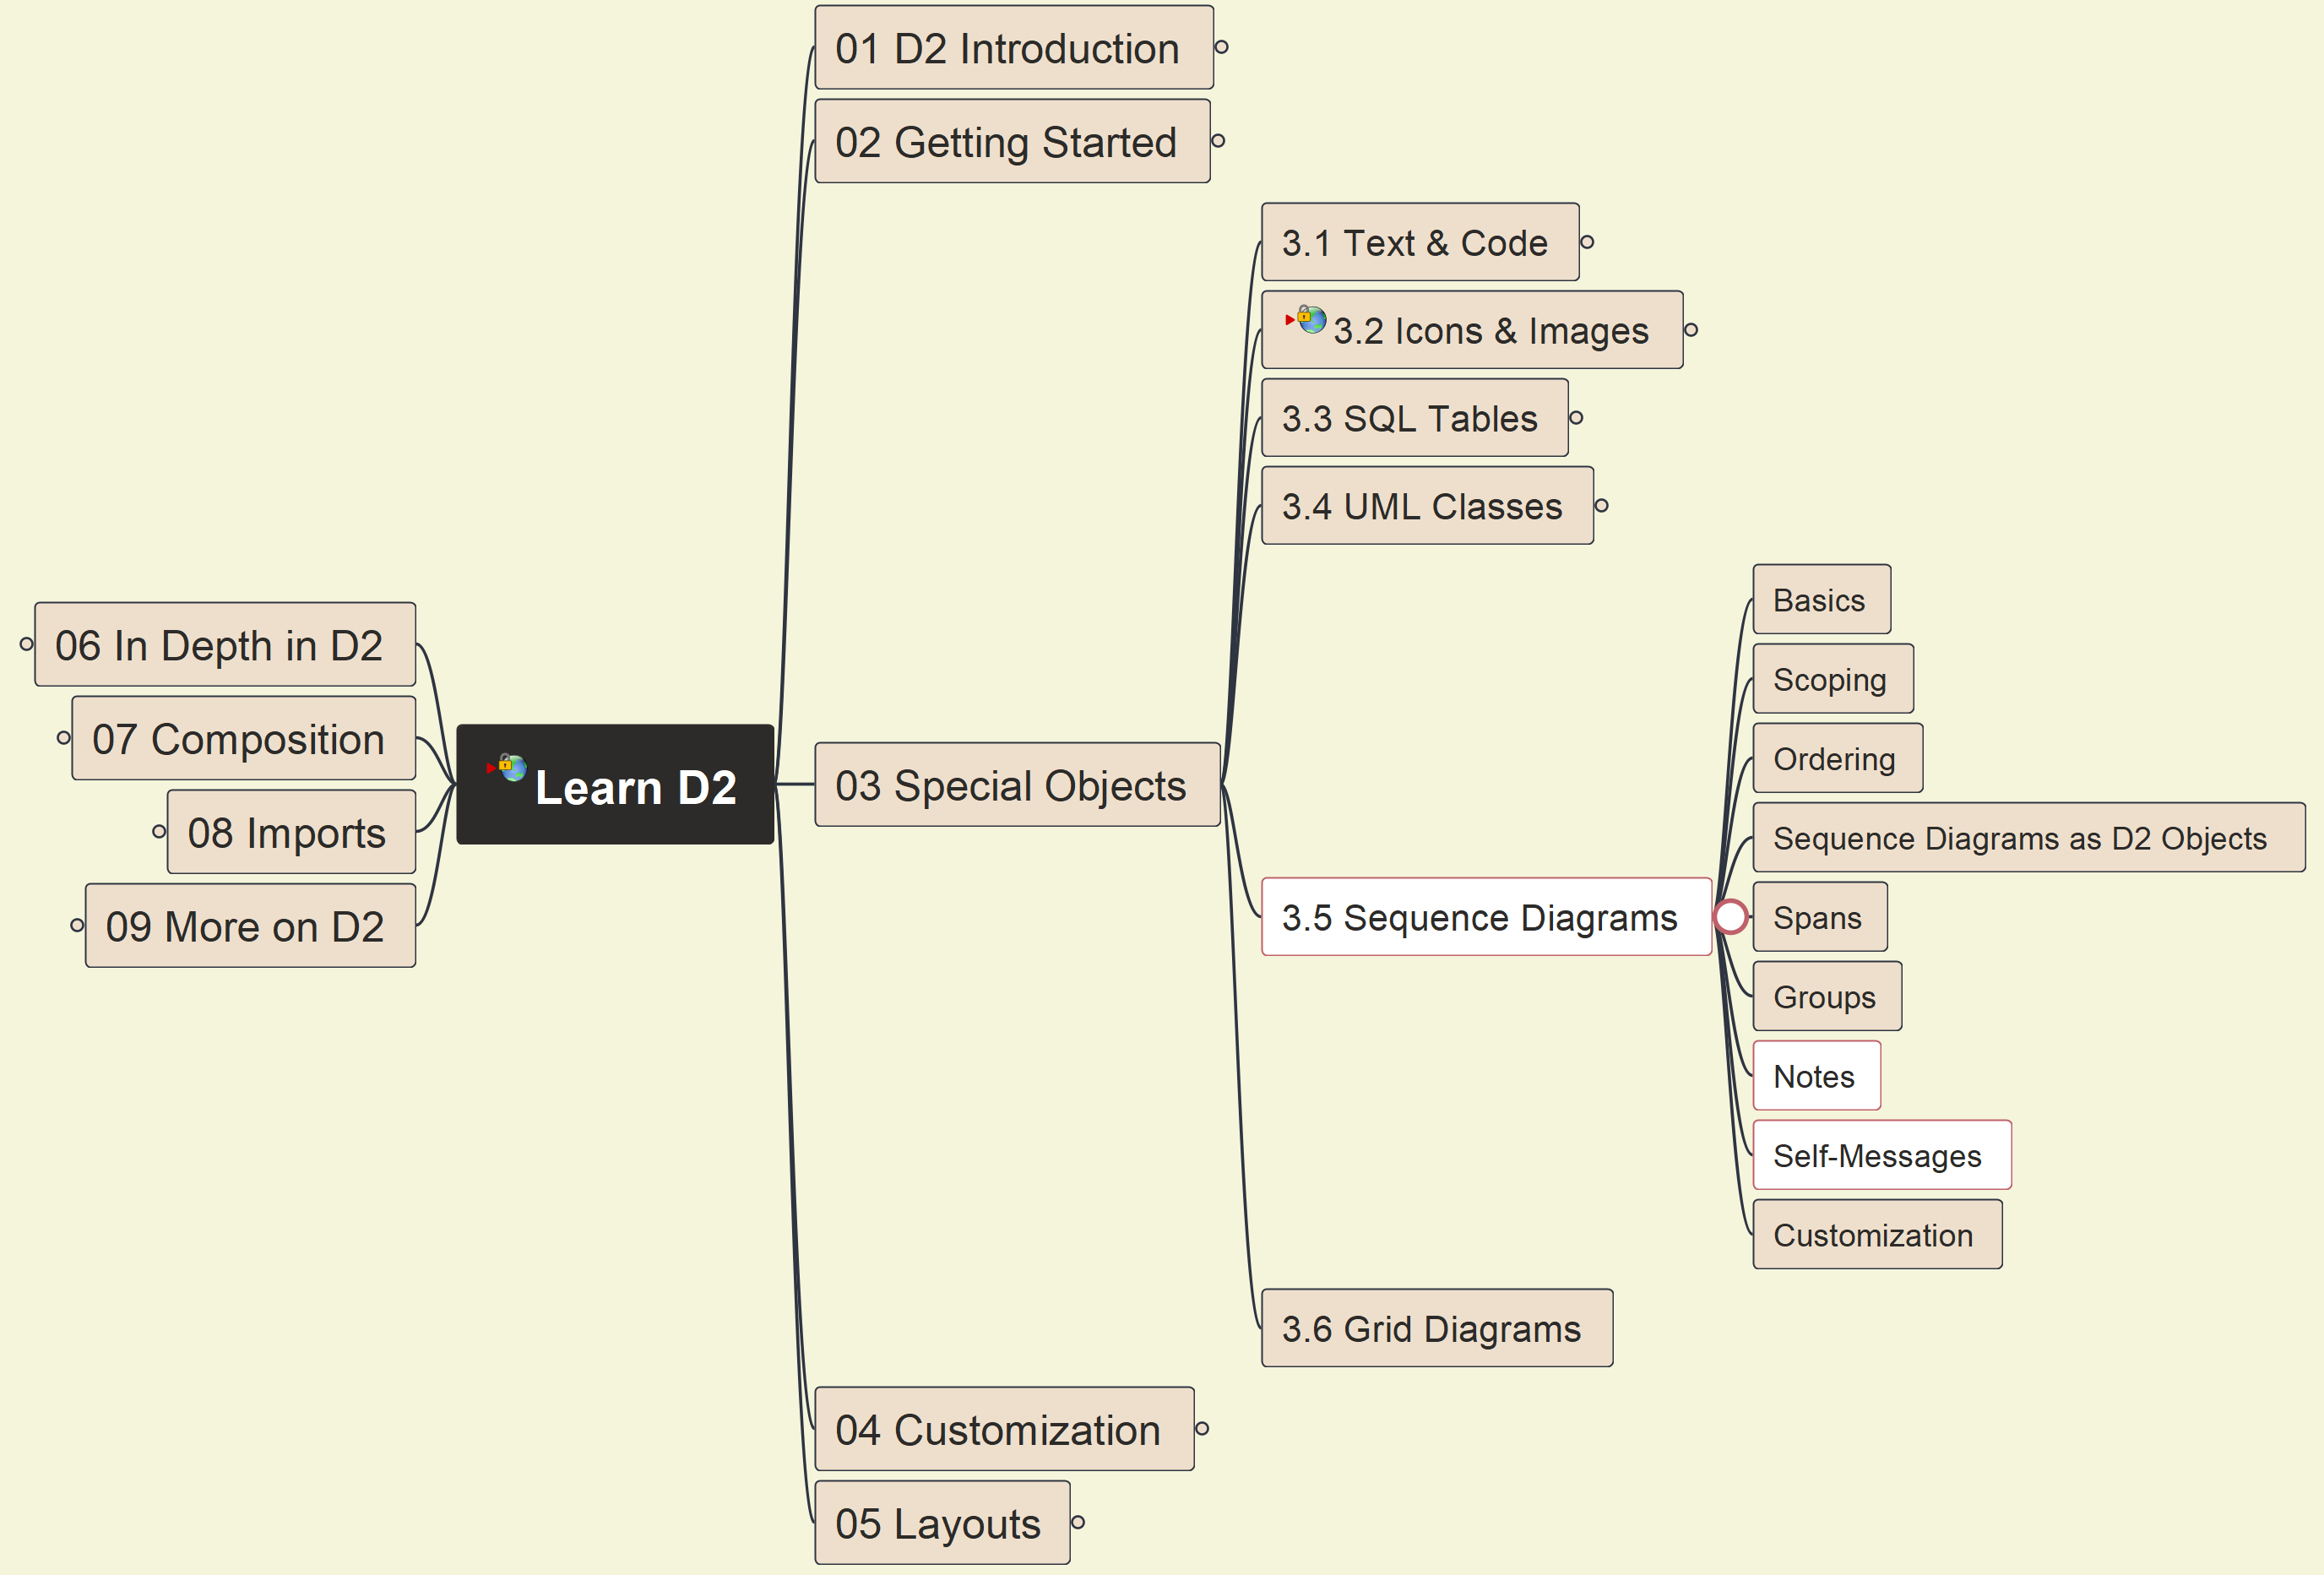 Learn D2
01 D2 Introduction
02 Getting Started
03 Special Objects
3.1 Text & Code
3.2 Icons & Images
3.3 SQL Tables
3.4 UML Classes
3.5 Sequence Diagrams
Basics
Scoping
Ordering
Sequence Diagrams as D2 Objects
Spans
Groups
Notes
Self-Messages
Customization
3.6 Grid Diagrams
04 Customization
05 Layouts
06 In Depth in D2
07 Composition
08 Imports
09 More on D2